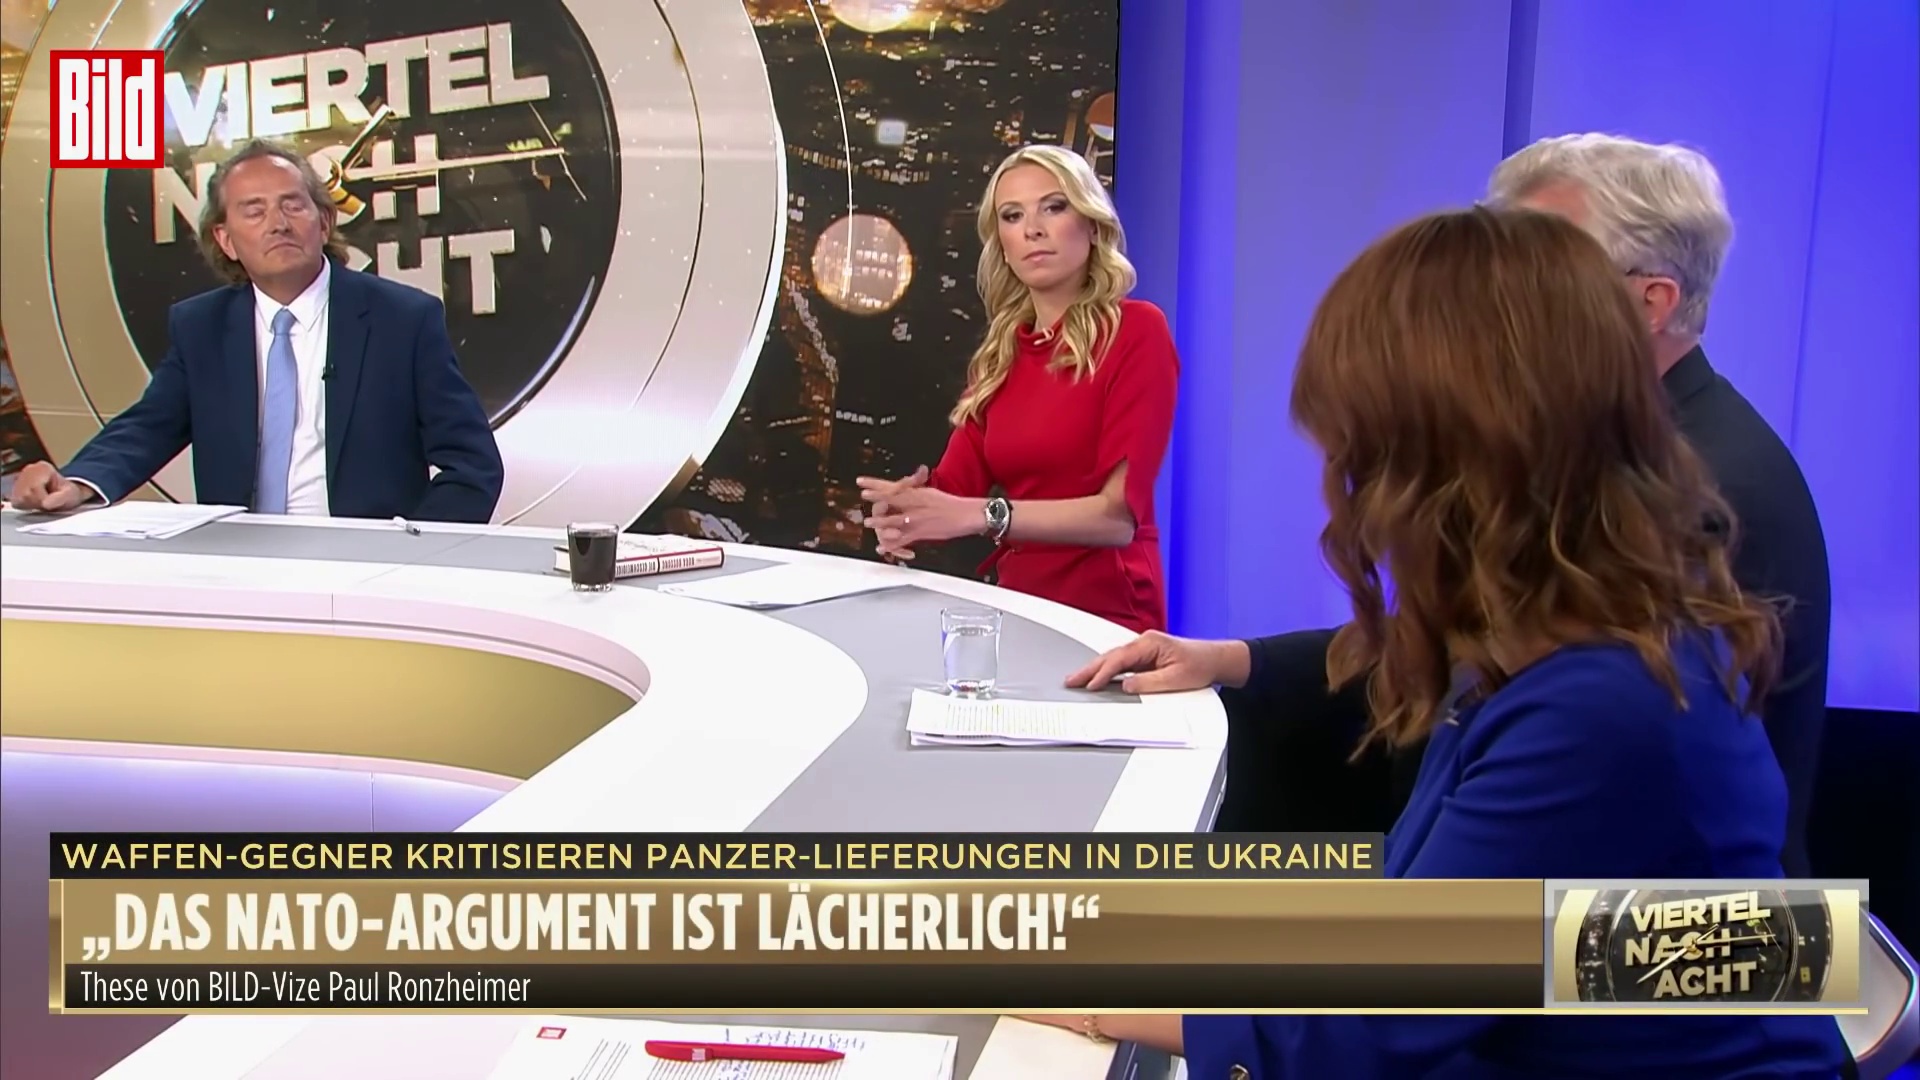 Bild
VIERTEL
NACH
ACHT
WAFFEN-GEGNER KRITISIEREN PANZER-LIEFERUNGEN IN DIE UKRAINE
„DAS NATO-ARGUMENT IST LÄCHERLICH!“
These von BILD-Vize Paul Ronzheimer
VIERTEL
NACH
ACHT
Bild